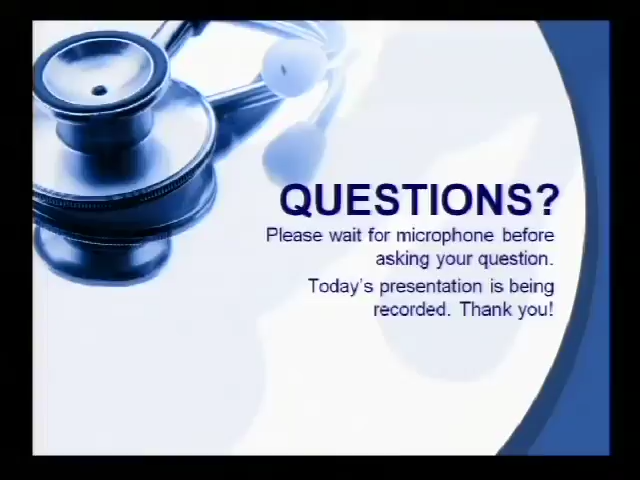 QUESTIONS?
Please wait for microphone before
asking your question.
Today's presentation is being
recorded. Thank you!